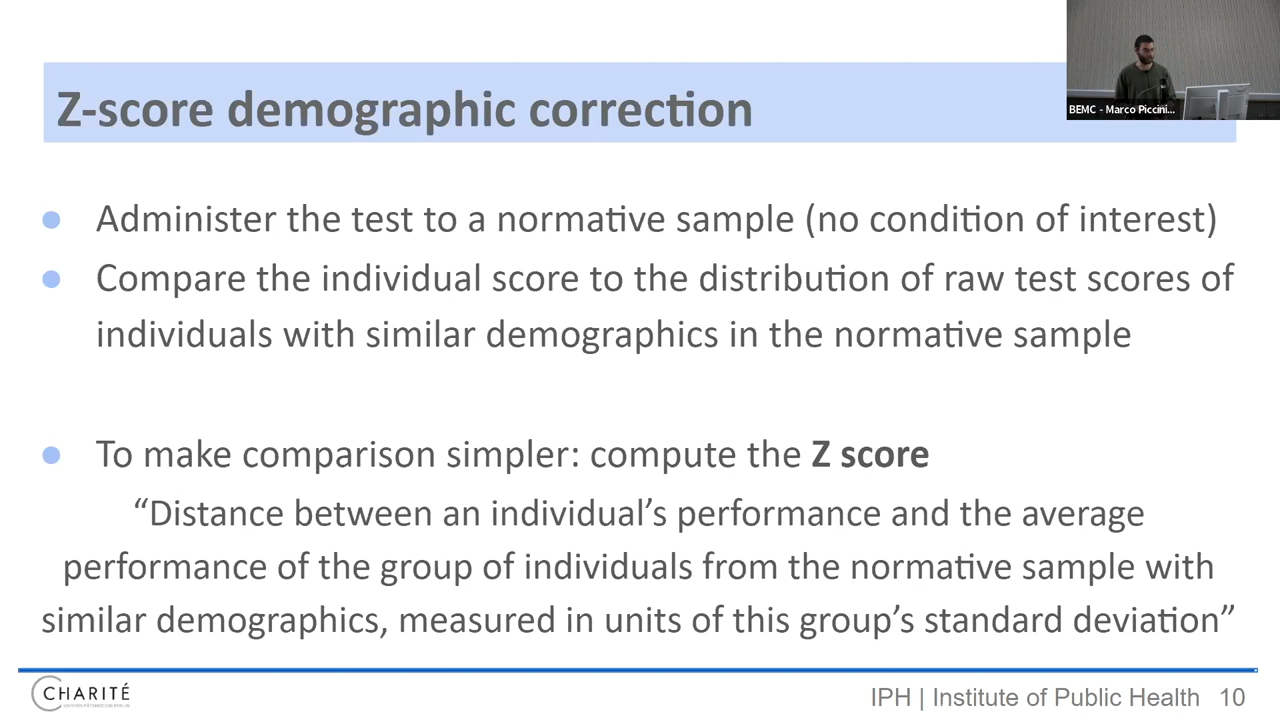 Z-score demographic correction
BEMC - Marco Piccini...
● Administer the test to a normative sample (no condition of interest)
● Compare the individual score to the distribution of raw test scores of
individuals with similar demographics in the normative sample
● To make comparison simpler: compute the Z score
“Distance between an individual’s performance and the average
performance of the group of individuals from the normative sample with
similar demographics, measured in units of this group’s standard deviation”
CHARITÉ
IPH | Institute of Public Health 10